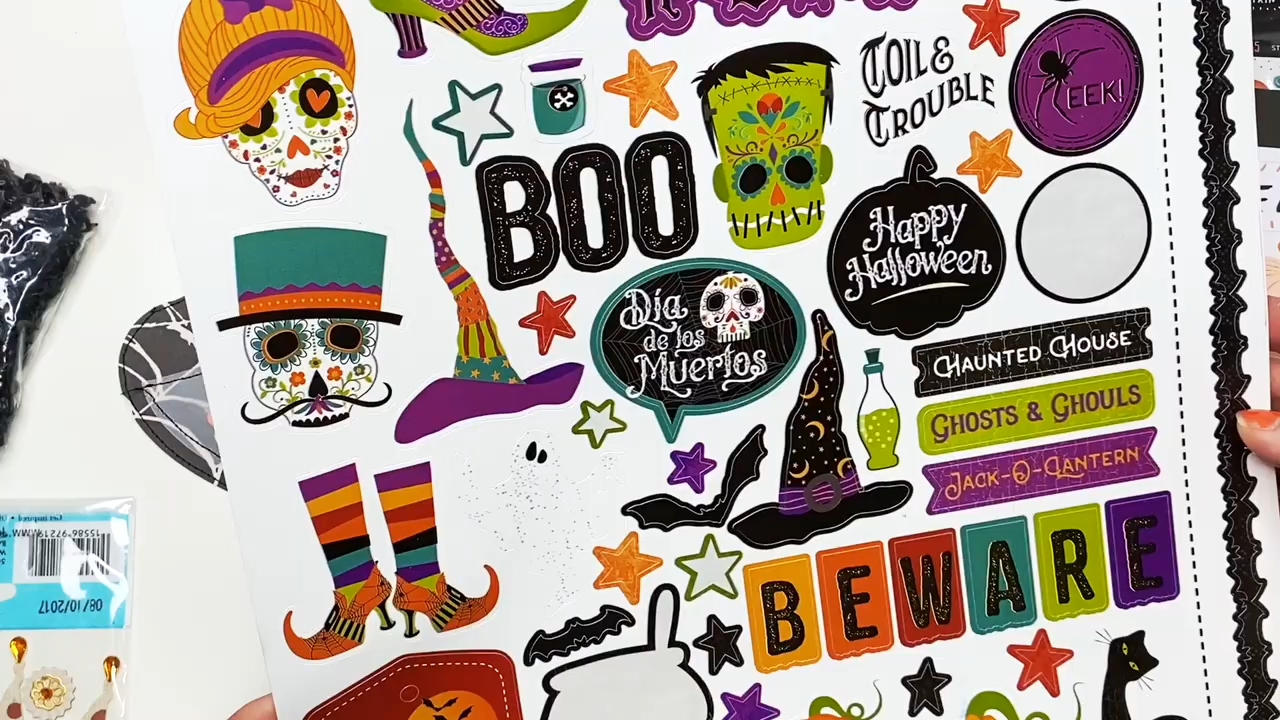 TOIL &
TROUBLE
EEK!
BOO
Happy
Halloween
Día
de los
Muertos
HAUNTED HOUSE
GHOSTS & GHOULS
JACK-O-LANTERN
BEWARE
08/10/2017